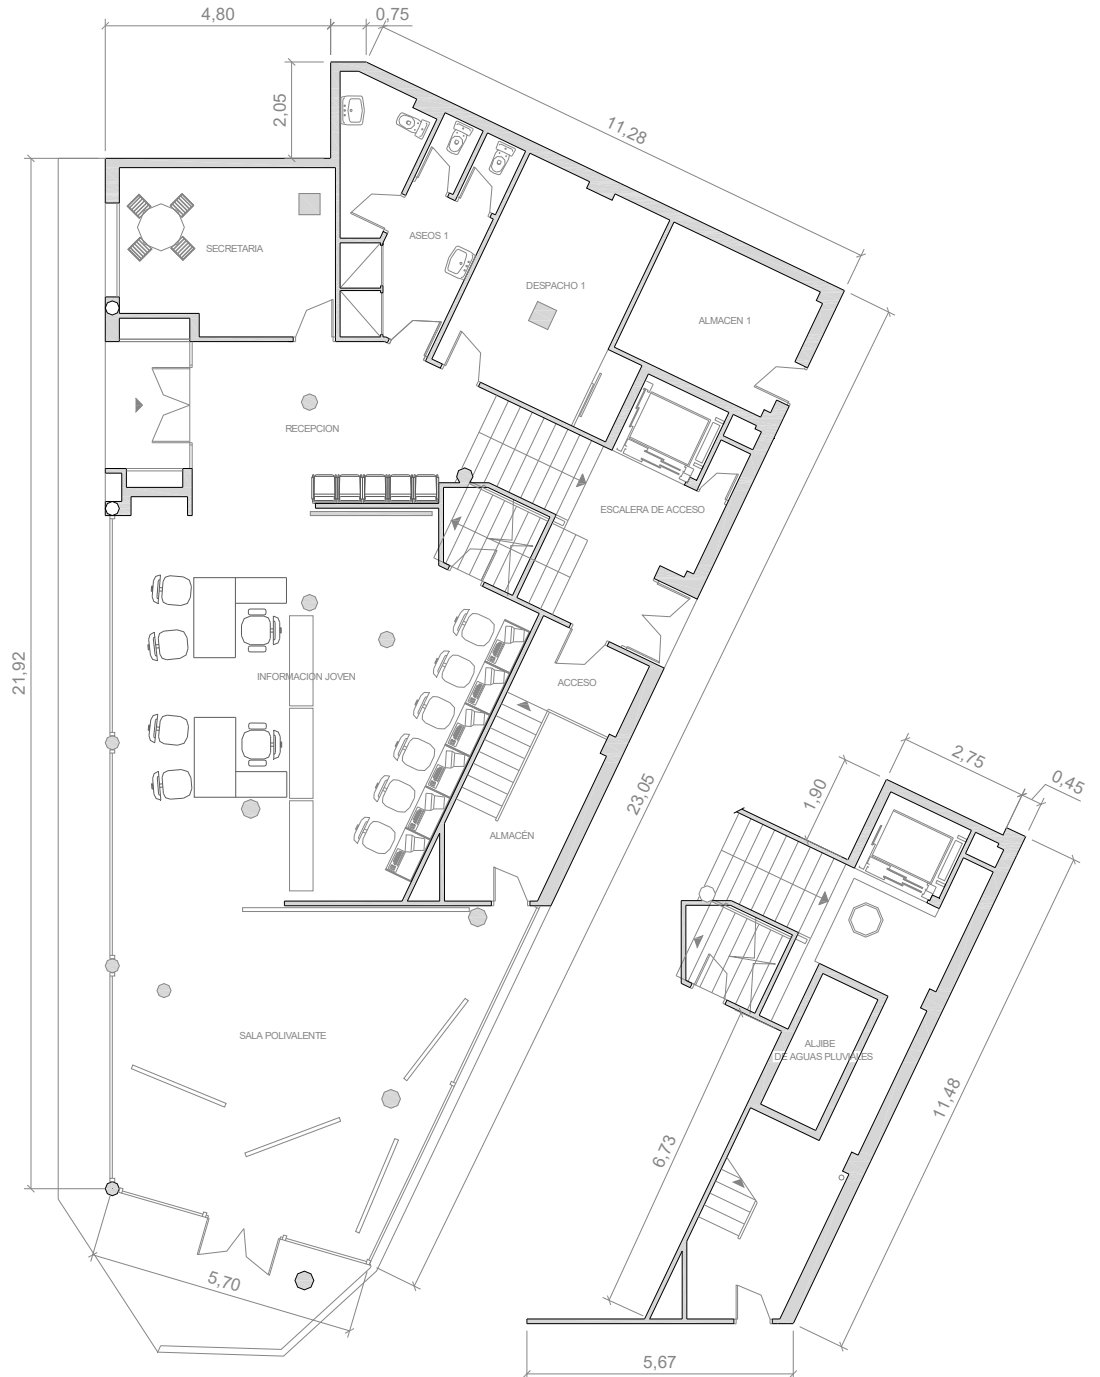 4,80
0,75
2,05
11,28
SECRETARIA
ASEOS 1
DESPACHO 1
ALMACEN 1
RECEPCION
ESCALERA DE ACCESO
21,92
INFORMACION JOVEN
ACCESO
23,05
ALMACÉN
2,75
0,45
1,90
SALA POLIVALENTE
ALJIBE
DE AGUAS PLUVIALES
11,48
6,73
5,70
5,67